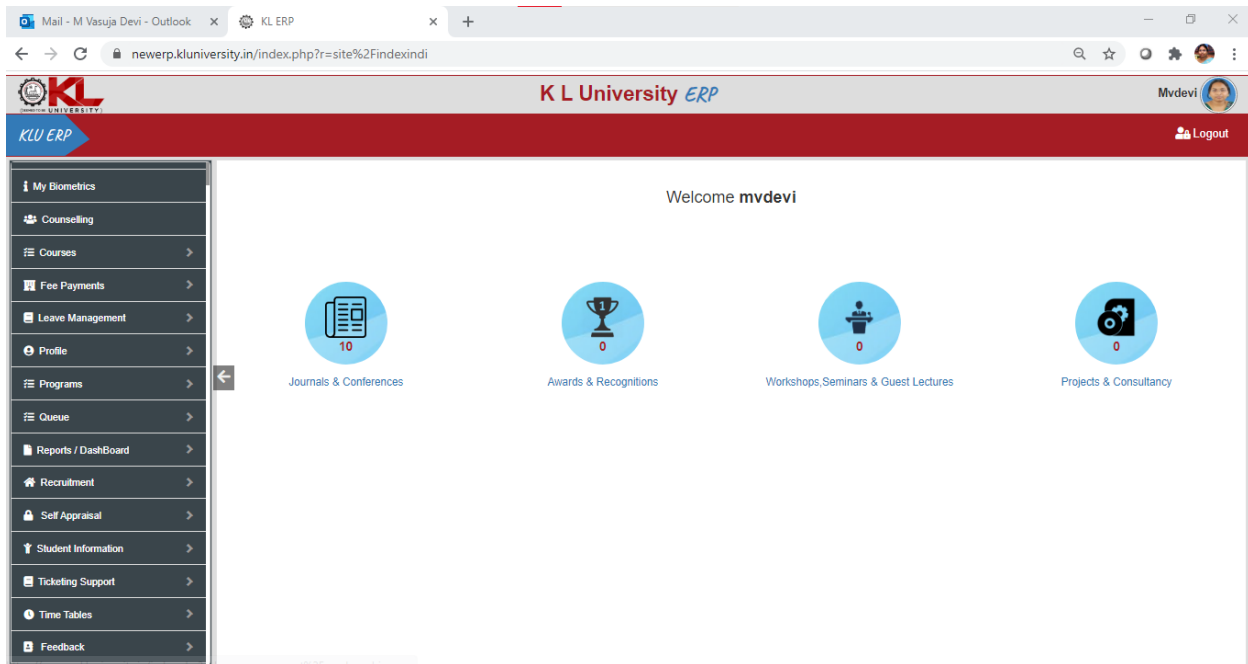 Mail - M Vasuja Devi - Outlook
KL ERP
newerp.kluniversity.in/index.php?r=site%2Findexindi
KL
UNIVERSITY)
K L University ERP
Mvdevi
KLU ERP
Logout
My Biometrics
Counselling
Courses
Fee Payments
Leave Management
Profile
Programs
Queue
Reports / DashBoard
Recruitment
Self Appraisal
Student Information
Ticketing Support
Time Tables
Feedback
Welcome mvdevi
10
Journals & Conferences
1
0
Awards & Recognitions
0
Workshops,Seminars & Guest Lectures
0
Projects & Consultancy